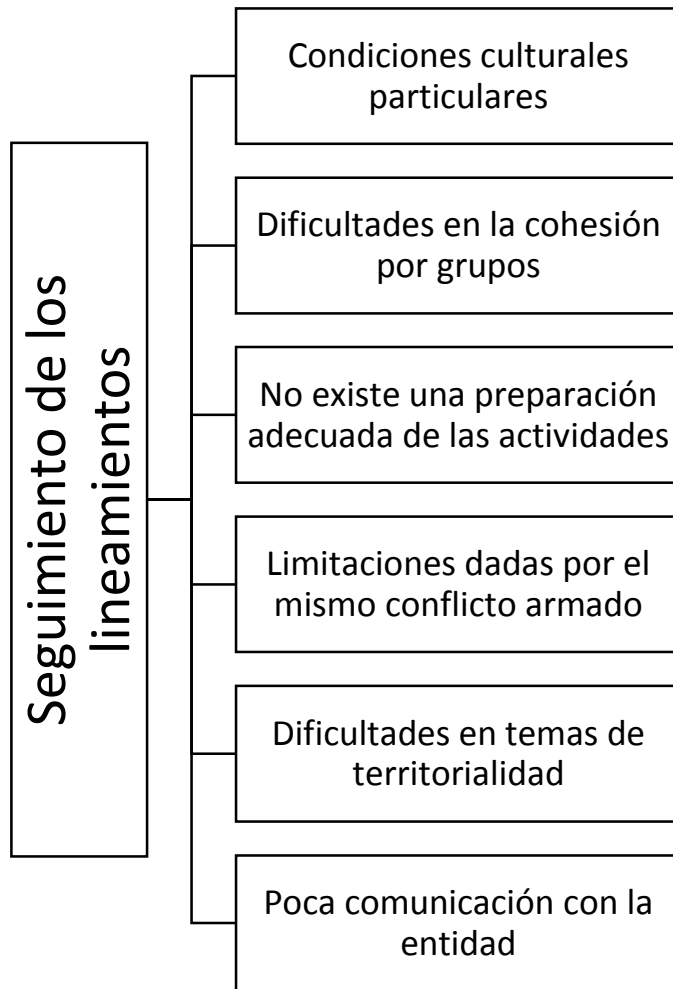 Seguimiento de los
lineamientos
Condiciones culturales
particulares
Dificultades en la cohesión
por grupos
No existe una preparación
adecuada de las actividades
Limitaciones dadas por el
mismo conflicto armado
Dificultades en temas de
territorialidad
Poca comunicación con la
entidad